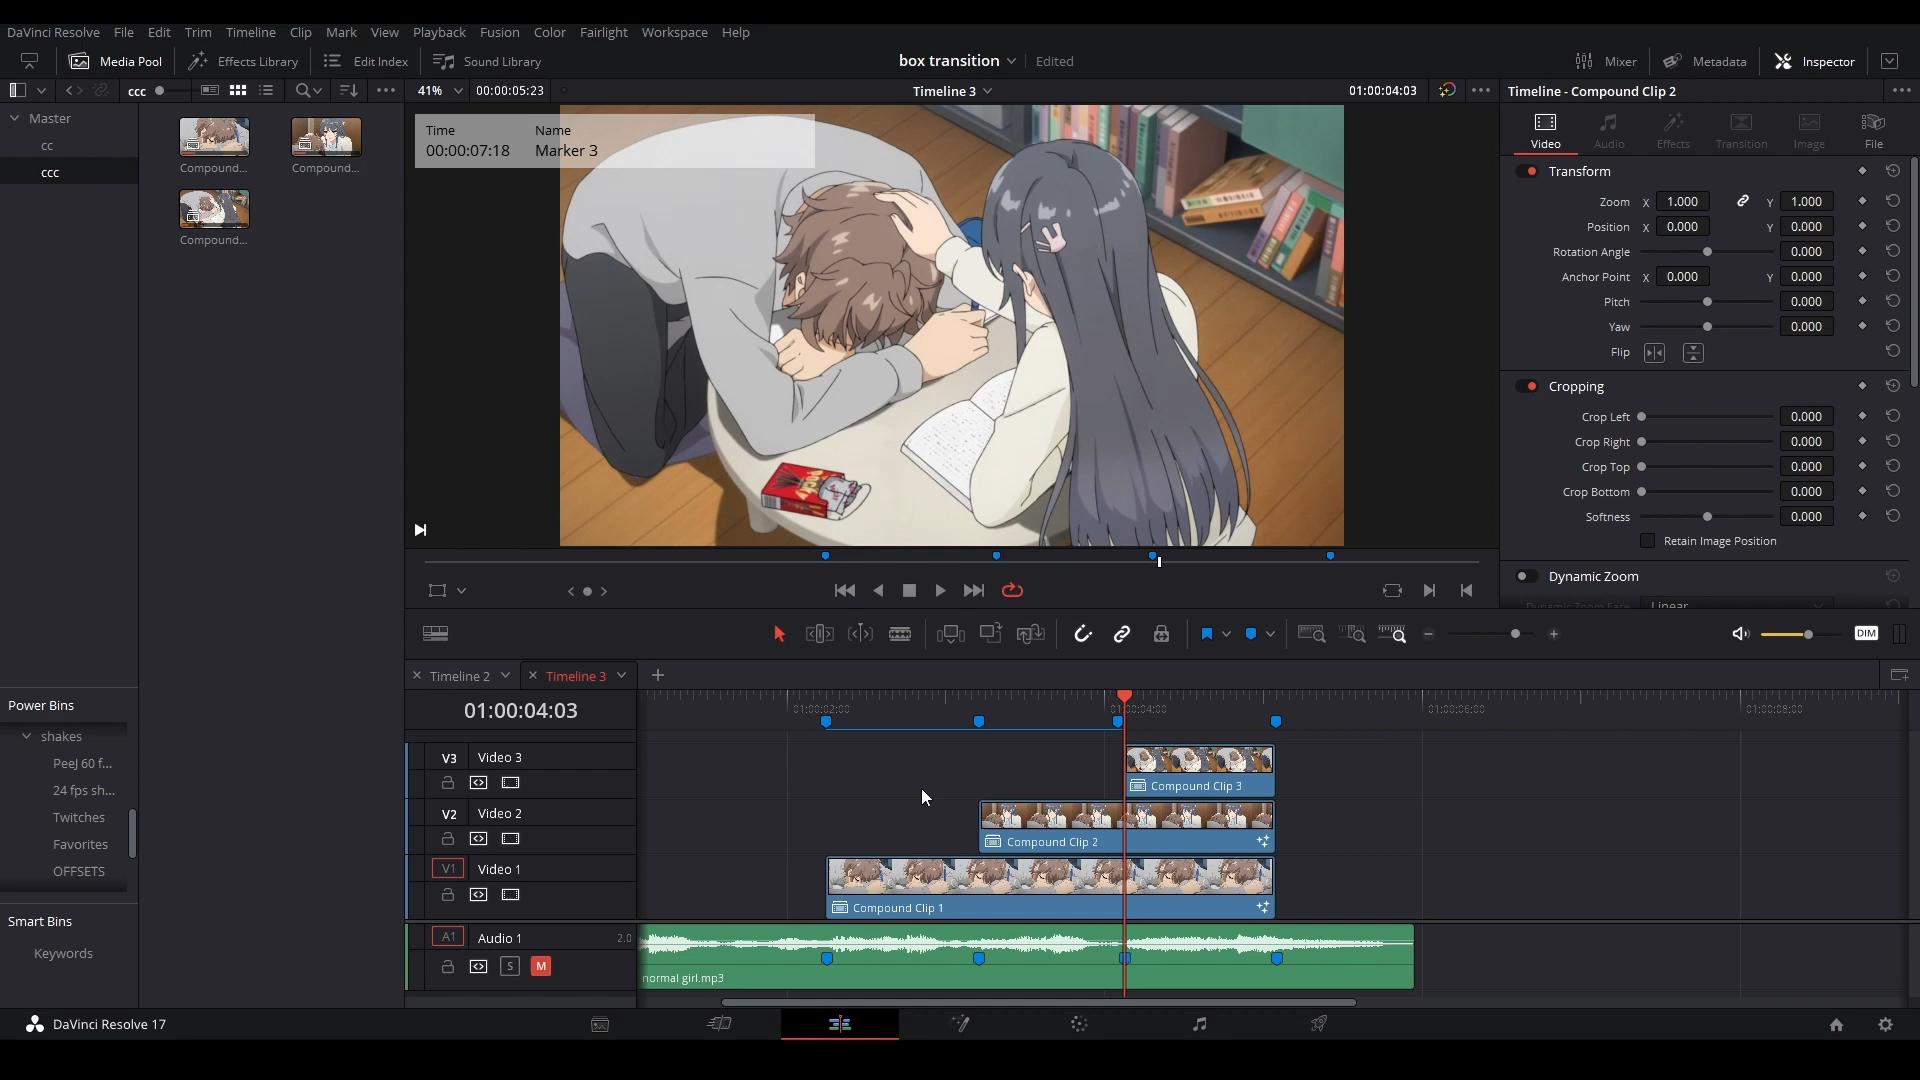 DaVinci Resolve File Edit Trim Timeline Clip Mark View Playback Fusion Color Fairlight Workspace Help
Media Pool Effects Library Edit Index Sound Library box transition Edited Mixer Metadata Inspector
ccc 41% 00:00:05:23 Timeline 3 01:00:04:03 Timeline - Compound Clip 2
Master
cc
ccc
Compound...
Compound...
Compound...
Time Name
00:00:07:18 Marker 3
Pocky
Video Audio Effects Transition Image File
Transform
Zoom X 1.000 Y 1.000
Position X 0.000 Y 0.000
Rotation Angle 0.000
Anchor Point X 0.000 Y 0.000
Pitch 0.000
Yaw 0.000
Flip
Cropping
Crop Left 0.000
Crop Right 0.000
Crop Top 0.000
Crop Bottom 0.000
Softness 0.000
Retain Image Position
Dynamic Zoom
Dynamic Zoom Ease Linear
DIM
Timeline 2 Timeline 3
01:00:04:03
01:00:02:00 01:00:04:00 01:00:06:00 01:00:08:00
Power Bins
shakes
PeeJ 60 f...
24 fps sh...
Twitches
Favorites
OFFSETS
Smart Bins
Keywords
V3 Video 3
Compound Clip 3
V2 Video 2
Compound Clip 2
V1 Video 1
Compound Clip 1
A1 Audio 1 2.0
S M
normal girl.mp3
DaVinci Resolve 17